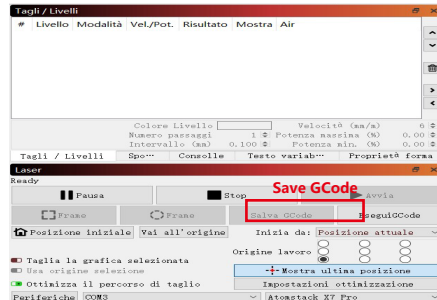 Tagli / Livelli
# Livello Modalità Vel./Pot. Risultato Mostra Air
Colore Livello Velocità (mm/m) 6
Numero passaggi 1 Potenza massima (%) 0.00
Intervallo (mm) 0.100 Potenza min. (%) 0.00
Tagli / Livelli Spo··· Consolle Testo variab··· Proprietà forma
Laser
Ready
Save GCode
Pausa Stop Avvia
Frame Frame Salva GCode EseguiGCode
Posizione iniziale Vai all'origine Inizia da: Posizione attuale
Origine lavoro
Taglia la grafica selezionata
Usa origine selezione Mostra ultima posizione
Ottimizza il percorso di taglio Impostazioni ottimizzazione
Periferiche COM3 Atomstack X7 Pro